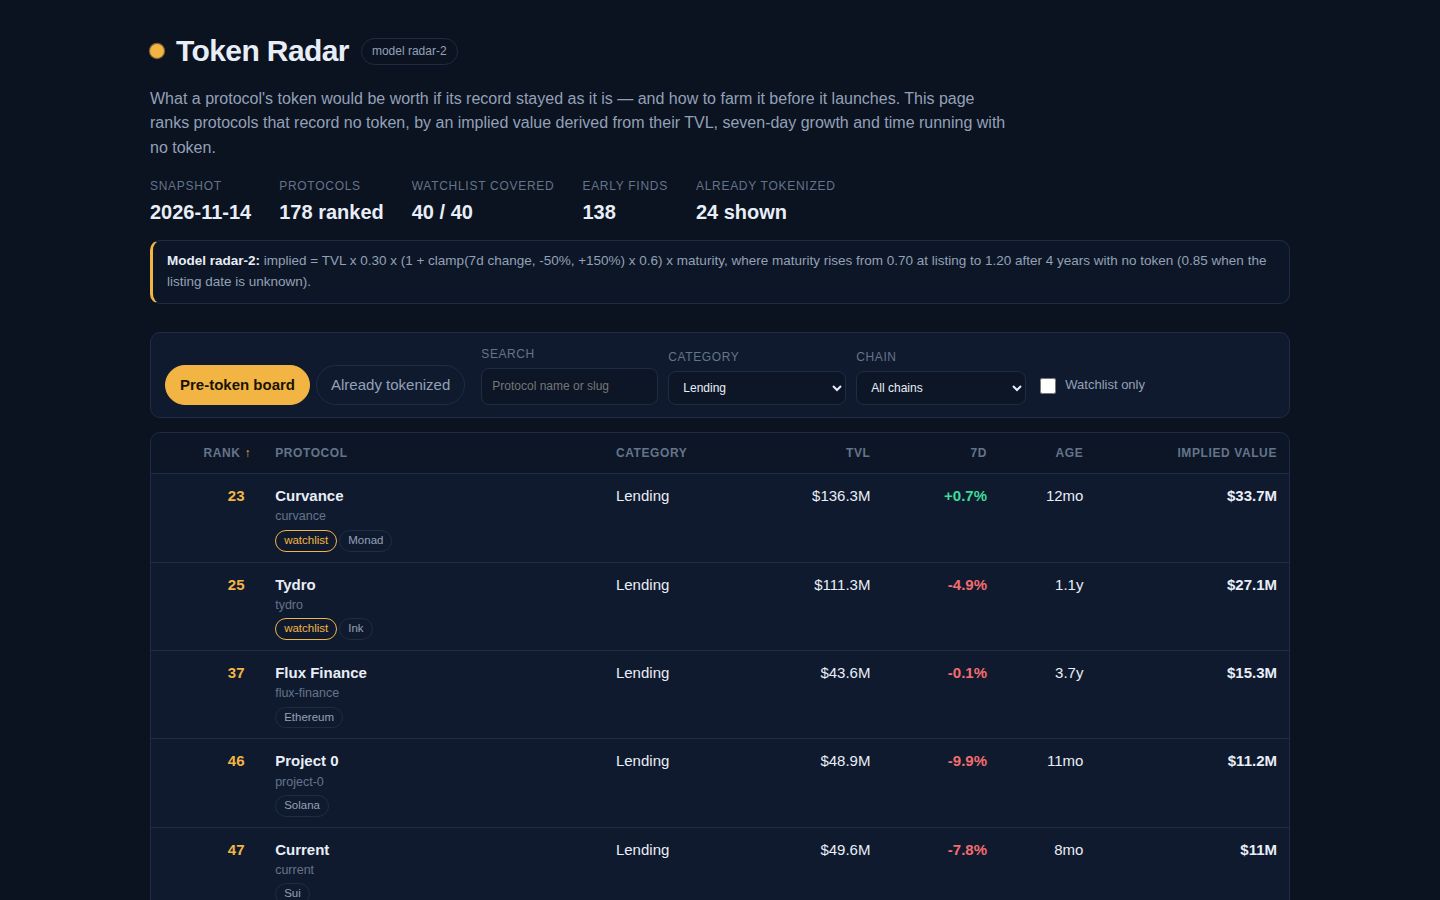 Token Radar
model radar-2
What a protocol's token would be worth if its record stayed as it is — and how to farm it before it launches. This page
ranks protocols that record no token, by an implied value derived from their TVL, seven-day growth and time running with
no token.
SNAPSHOT PROTOCOLS WATCHLIST COVERED EARLY FINDS ALREADY TOKENIZED
2026-11-14 178 ranked 40 / 40 138 24 shown
Model radar-2: implied = TVL x 0.30 x (1 + clamp(7d change, -50%, +150%) x 0.6) x maturity, where maturity rises from 0.70 at listing to 1.20 after 4 years with no token (0.85 when the
listing date is unknown).
SEARCH CATEGORY CHAIN
Pre-token board Already tokenized Protocol name or slug Lending All chains Watchlist only
RANK ↑ PROTOCOL CATEGORY TVL 7D AGE IMPLIED VALUE
23 Curvance Lending $136.3M +0.7% 12mo $33.7M
curvance
watchlist Monad
25 Tydro Lending $111.3M -4.9% 1.1y $27.1M
tydro
watchlist Ink
37 Flux Finance Lending $43.6M -0.1% 3.7y $15.3M
flux-finance
Ethereum
46 Project 0 Lending $48.9M -9.9% 11mo $11.2M
project-0
Solana
47 Current Lending $49.6M -7.8% 8mo $11M
current
Sui